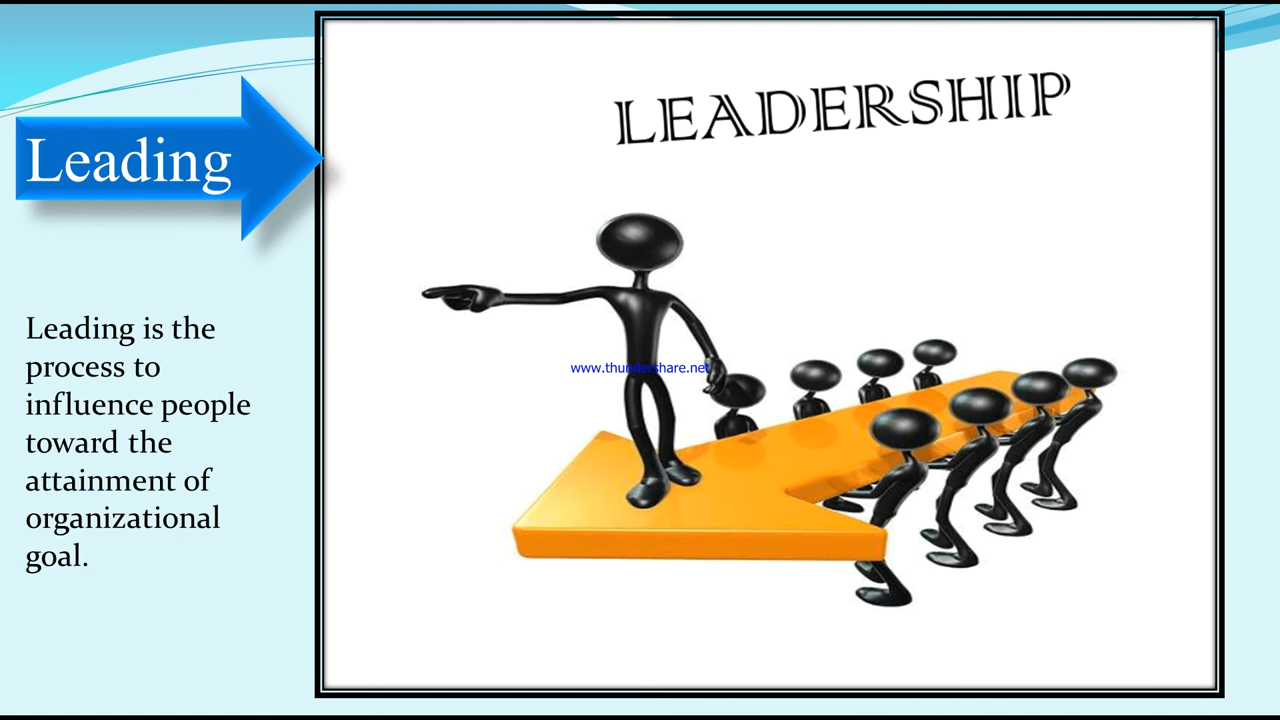 LEADERSHIP
Leading
www.thundershare.net
Leading is the
process to
influence people
toward the
attainment of
organizational
goal.